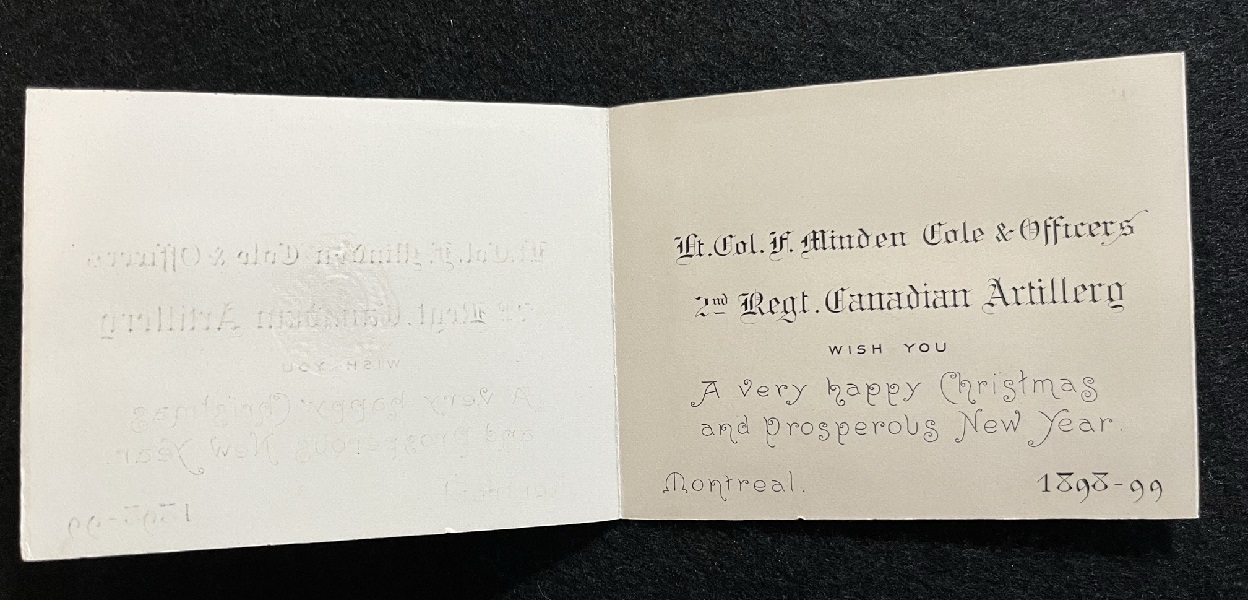 Lt. Col. F. Minden Cole & Officers
2nd Regt. Canadian Artillery
WISH YOU
A very happy Christmas
and prosperous New Year.
Montreal.
1898-99